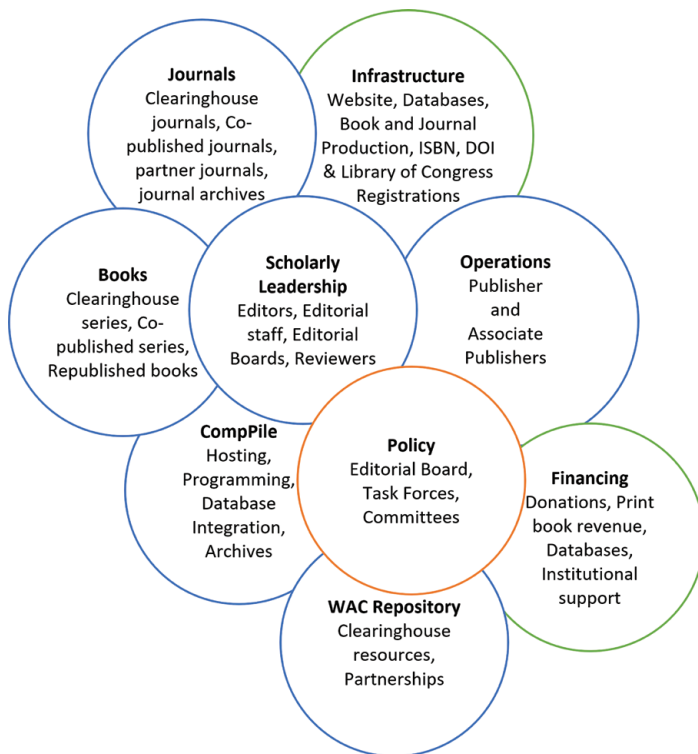 Journals
Clearinghouse
journals, Co-
published journals,
partner journals,
journal archives
Infrastructure
Website, Databases,
Book and Journal
Production, ISBN, DOI
& Library of Congress
Registrations
Books
Clearinghouse
series, Co-
published series,
Republished books
Scholarly
Leadership
Editors, Editorial
staff, Editorial
Boards, Reviewers
Operations
Publisher
and
Associate
Publishers
CompPile
Hosting,
Programming,
Database
Integration,
Archives
Policy
Editorial Board,
Task Forces,
Committees
Financing
Donations, Print
book revenue,
Databases,
Institutional
support
WAC Repository
Clearinghouse
resources,
Partnerships